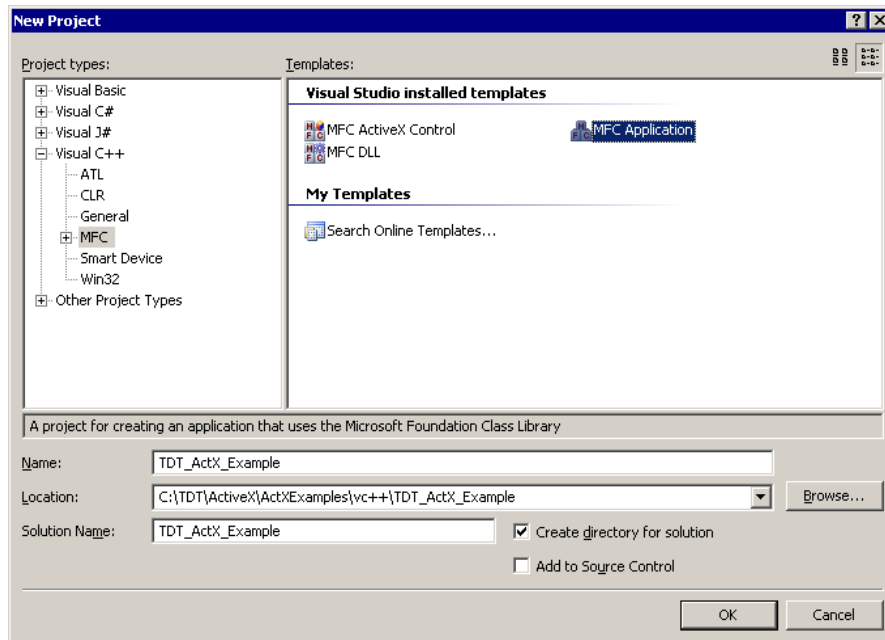 New Project
Project types:
Templates:
Visual Basic
Visual C#
Visual J#
Visual C++
ATL
CLR
General
MFC
Smart Device
Win32
Other Project Types
Visual Studio installed templates
MFC ActiveX Control
MFC Application
MFC DLL
My Templates
Search Online Templates...
A project for creating an application that uses the Microsoft Foundation Class Library
Name:
TDT_ActX_Example
Location:
C:\TDT\ActiveX\ActXExamples\vc++\TDT_ActX_Example
Browse...
Solution Name:
TDT_ActX_Example
Create directory for solution
Add to Source Control
OK
Cancel